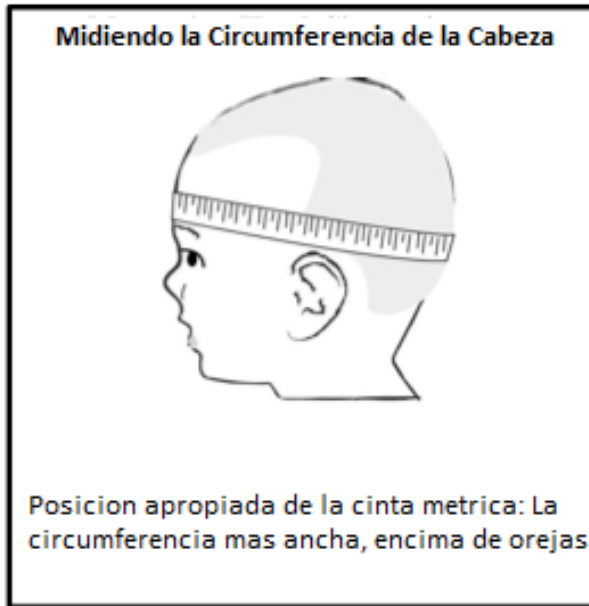 Midiendo la Circumferencia de la Cabeza
Posicion apropiada de la cinta metrica: La
circumferencia mas ancha, encima de orejas